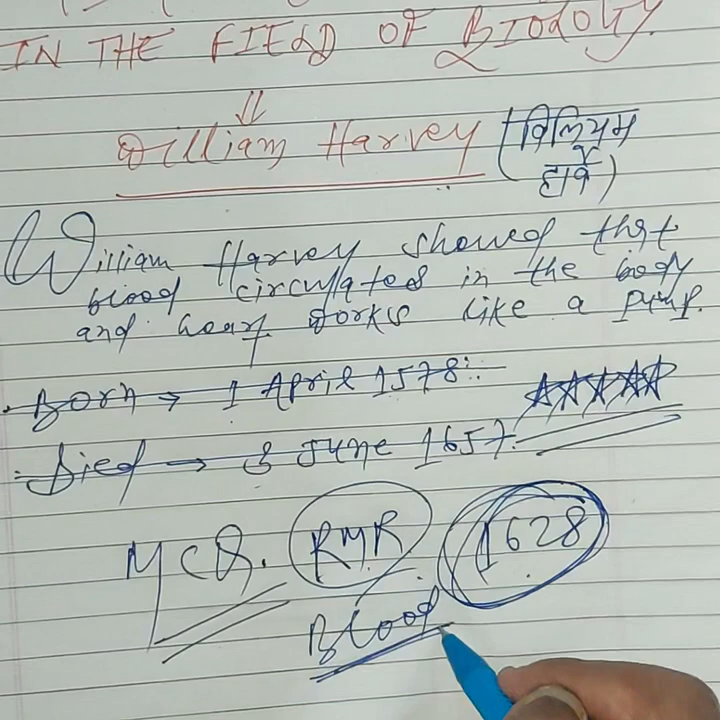 IN THE FIELD OF BIOLOGY.
⇓
William Harvey (विलियम
हार्वे)
William Harvey showed that
blood circulated in the body
and heart works like a pump.
. Born → 1 April 1578:-
. Died → 3 June 1657.
MCQ. RMR 1628
Blood